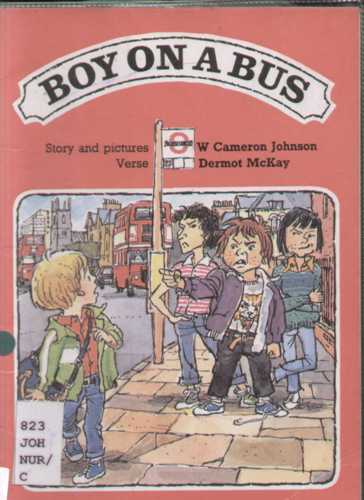 BOY ON A BUS
Story and pictures W Cameron Johnson
Verse Dermot McKay
823
JOH
NUR/
C